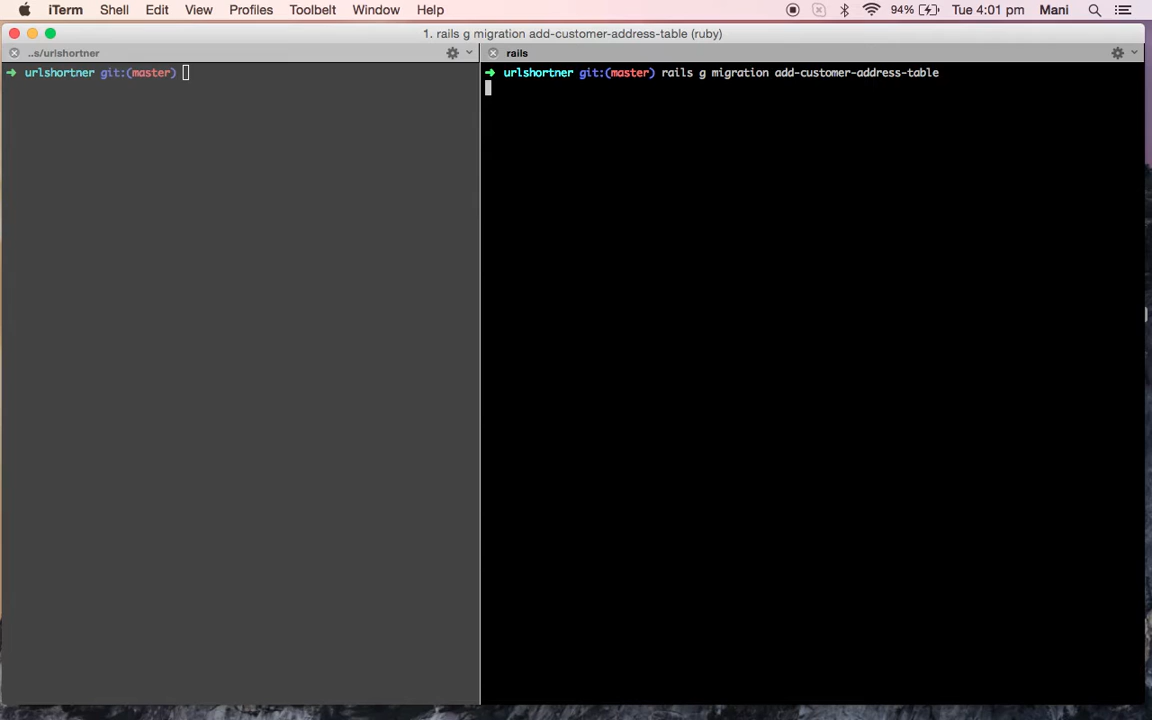 iTerm Shell Edit View Profiles Toolbelt Window Help 94% Tue 4:01 pm Mani
1. rails g migration add-customer-address-table (ruby)
..s/urlshortner
rails
➜ urlshortner git:(master)
➜ urlshortner git:(master) rails g migration add-customer-address-table